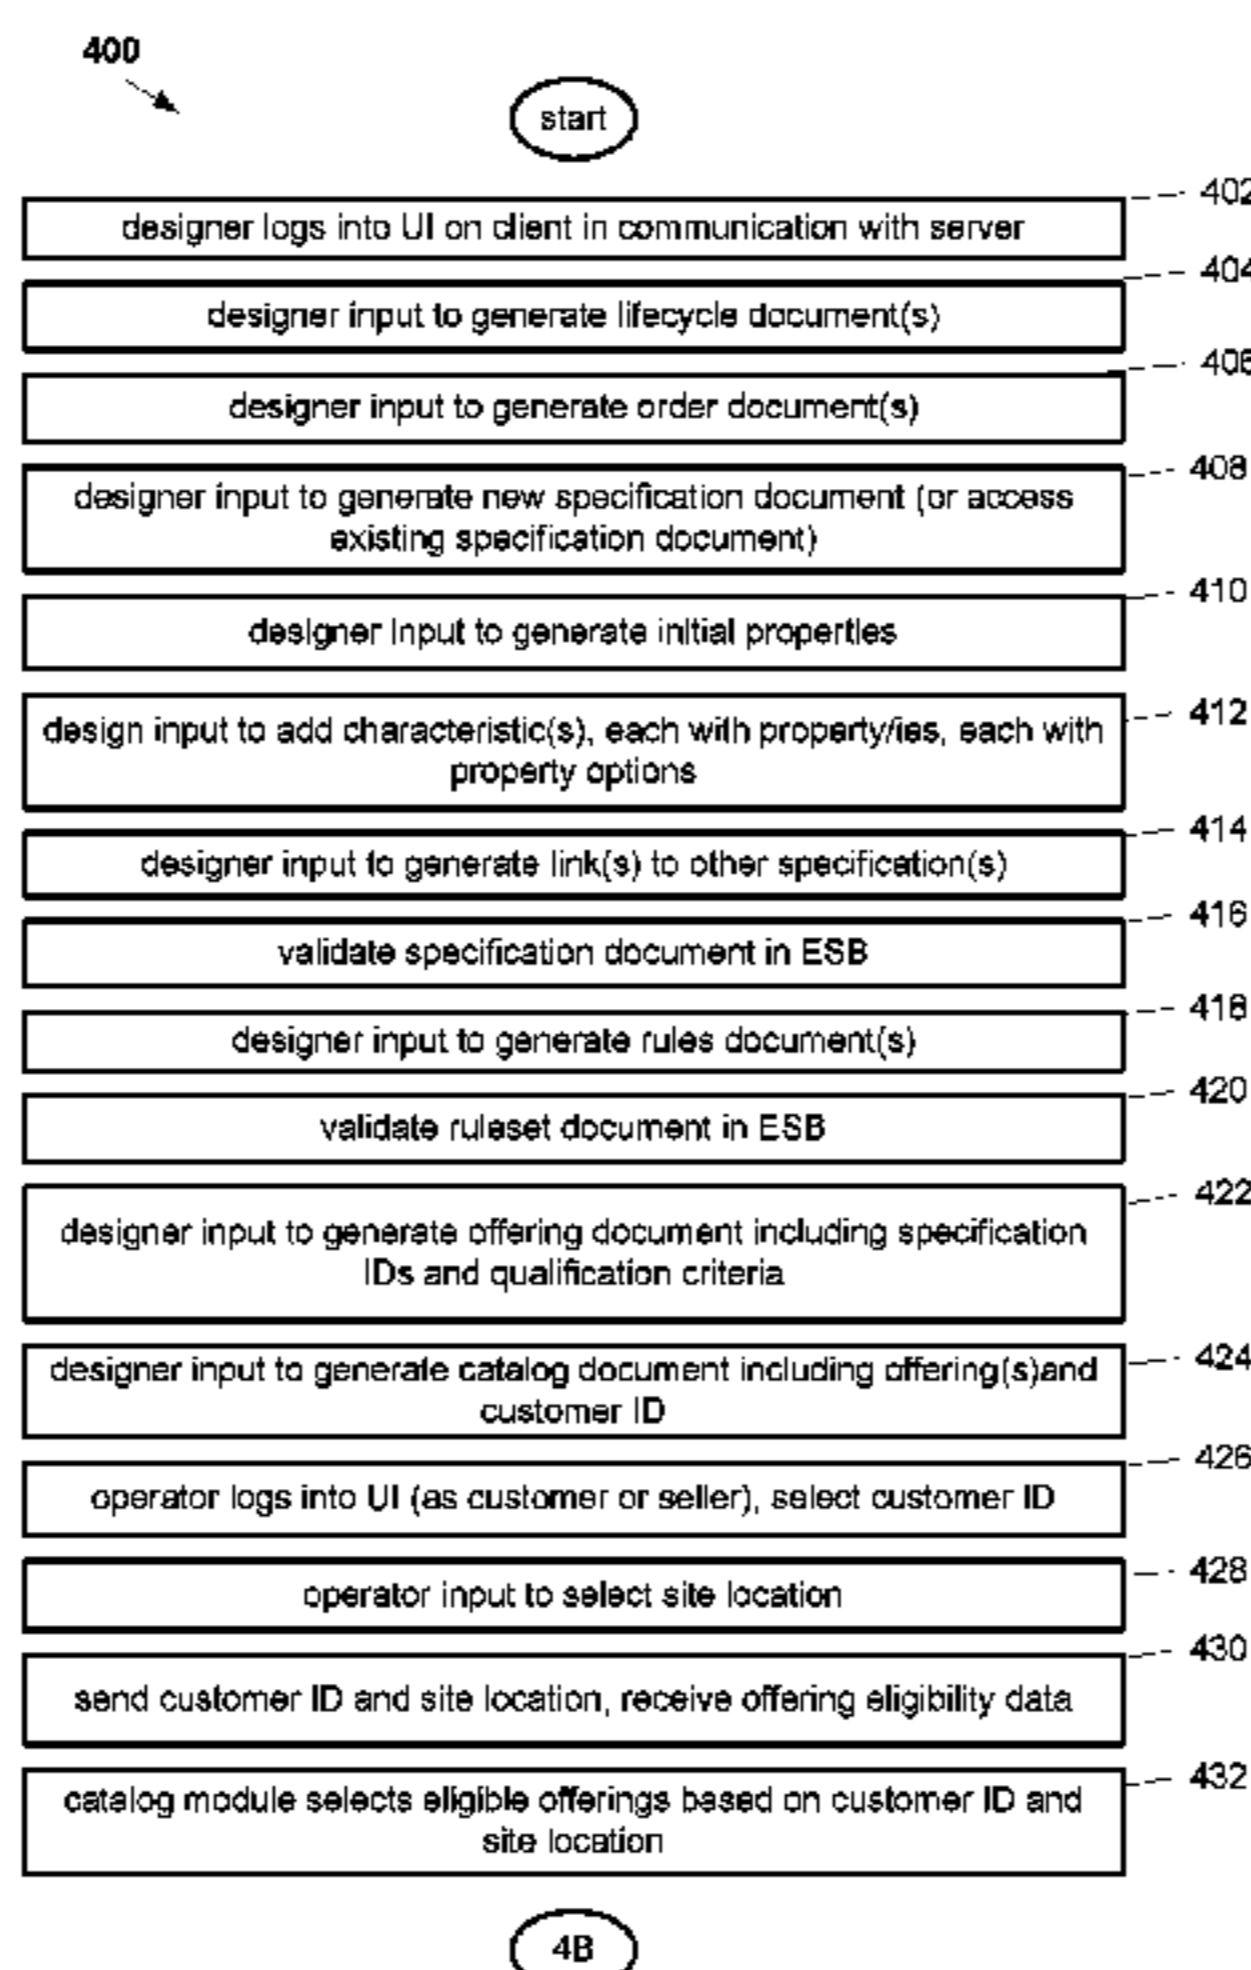 400
start
402
designer logs into UI on client in communication with server
404
designer input to generate lifecycle document(s)
406
designer input to generate order document(s)
408
designer input to generate new specification document (or access
existing specification document)
410
designer input to generate initial properties
412
design input to add characteristic(s), each with property/ies, each with
property options
414
designer input to generate link(s) to other specification(s)
416
validate specification document in ESB
418
designer input to generate rules document(s)
420
validate ruleset document in ESB
422
designer input to generate offering document including specification
IDs and qualification criteria
424
designer input to generate catalog document including offering(s)and
customer ID
426
operator logs into UI (as customer or seller), select customer ID
428
operator input to select site location
430
send customer ID and site location, receive offering eligibility data
432
catalog module selects eligible offerings based on customer ID and
site location
4B